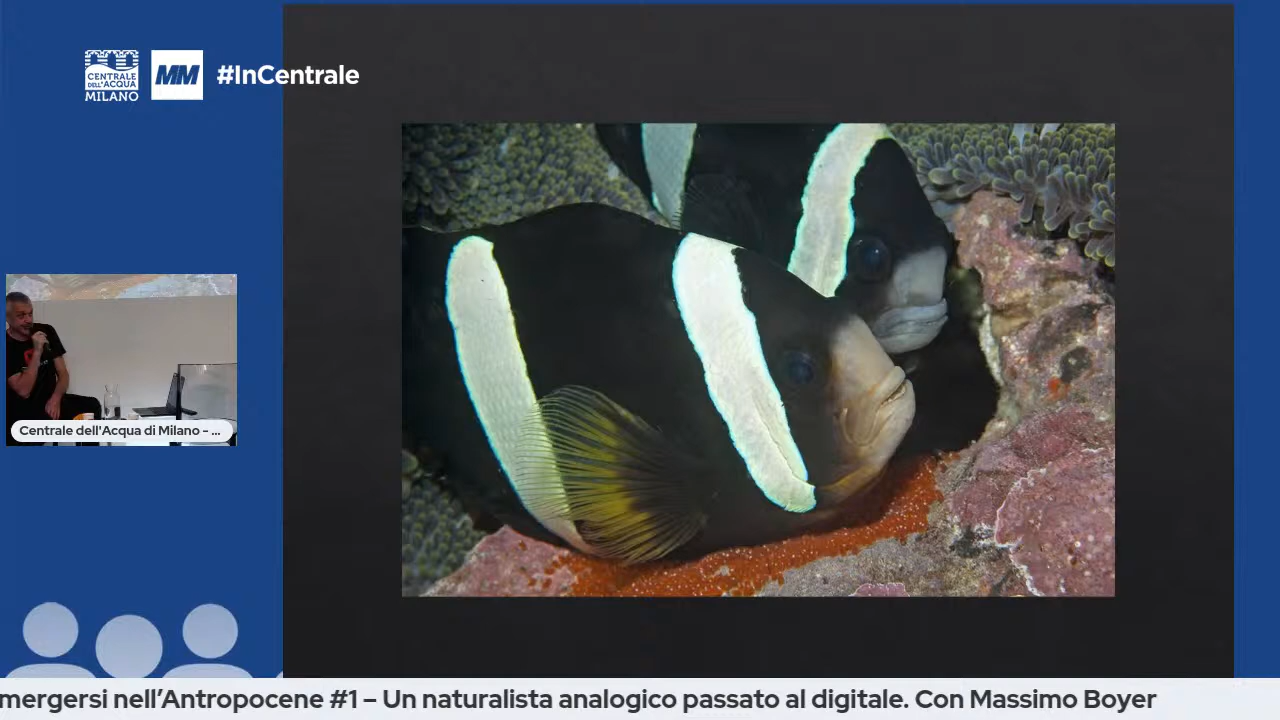 CENTRALE
DELL'ACQUA
MILANO
MM
#InCentrale
Centrale dell'Acqua di Milano - ...
mergersi nell’Antropocene #1 – Un naturalista analogico passato al digitale. Con Massimo Boyer